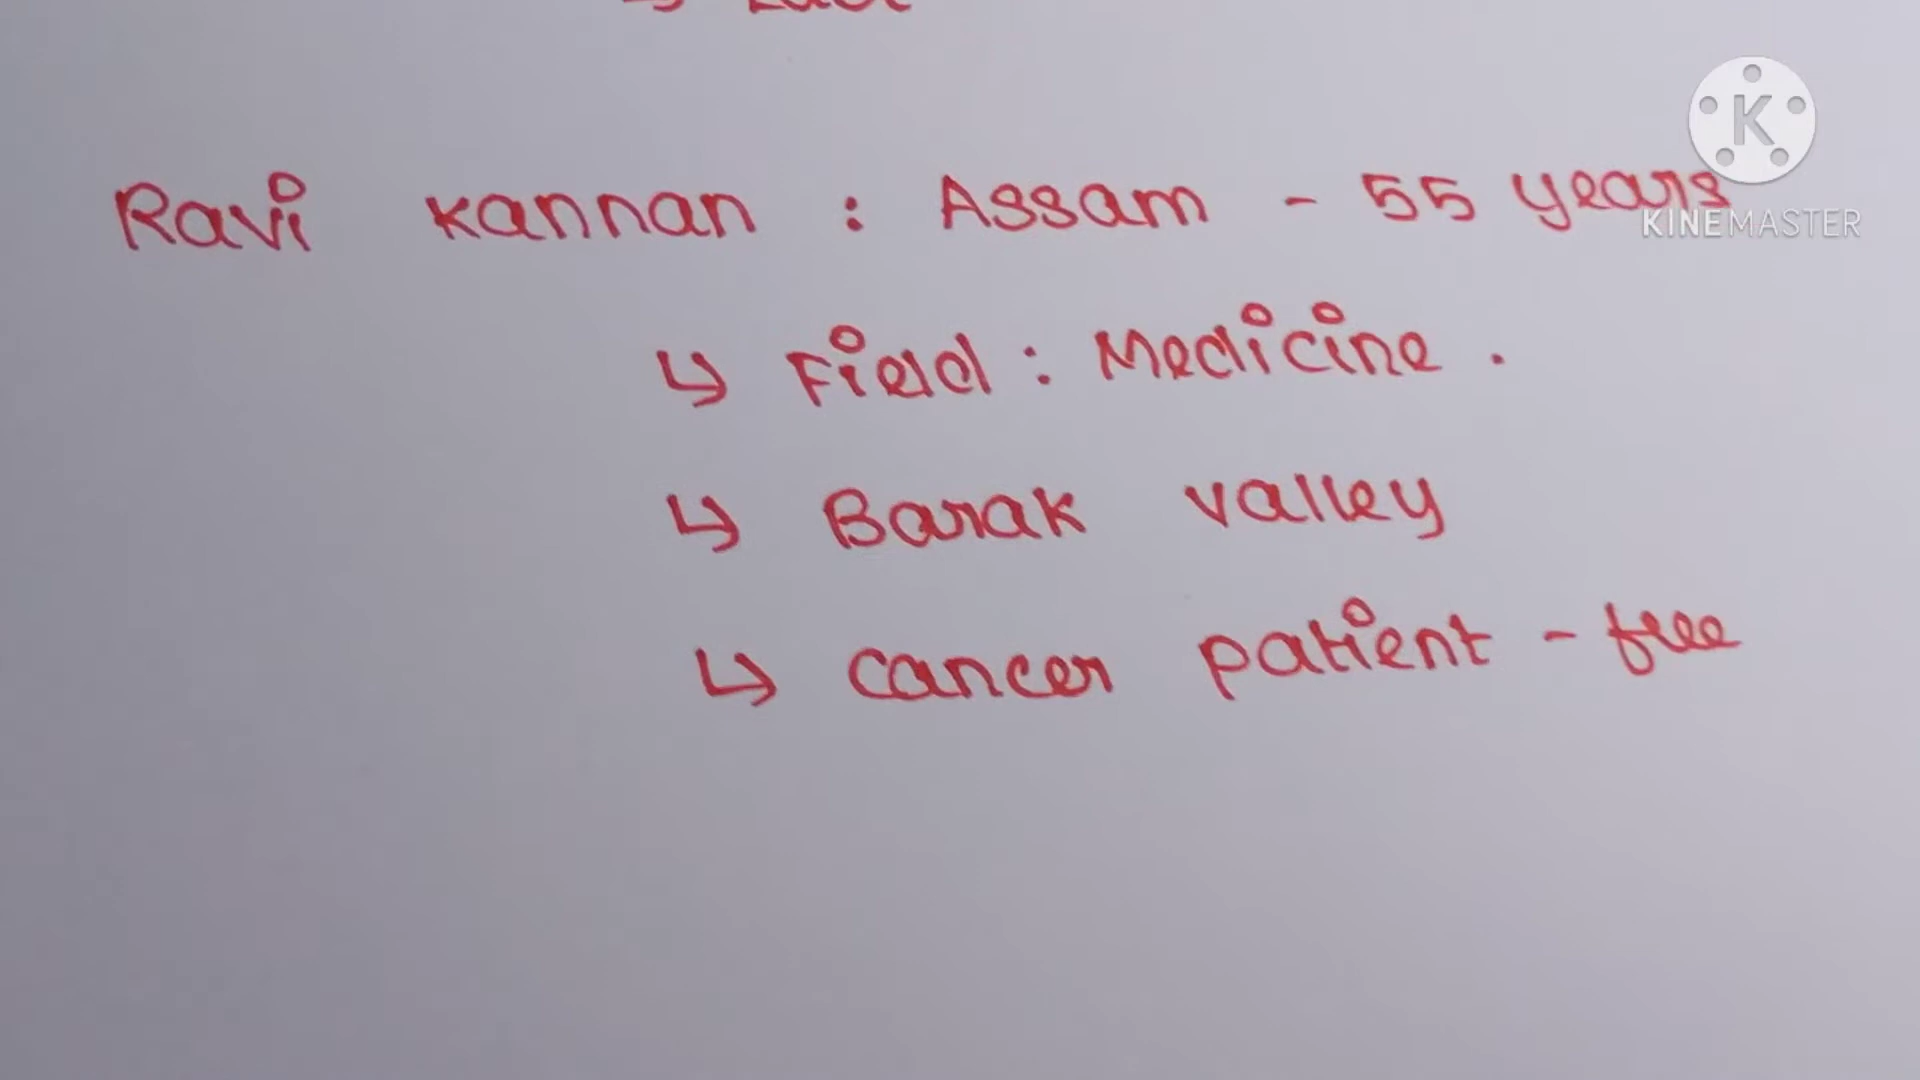 Ravi Kannan : Assam - 55 years
KINEMASTER
↳ Field : Medicine .
↳ Barak valley
↳ Cancer patient - free